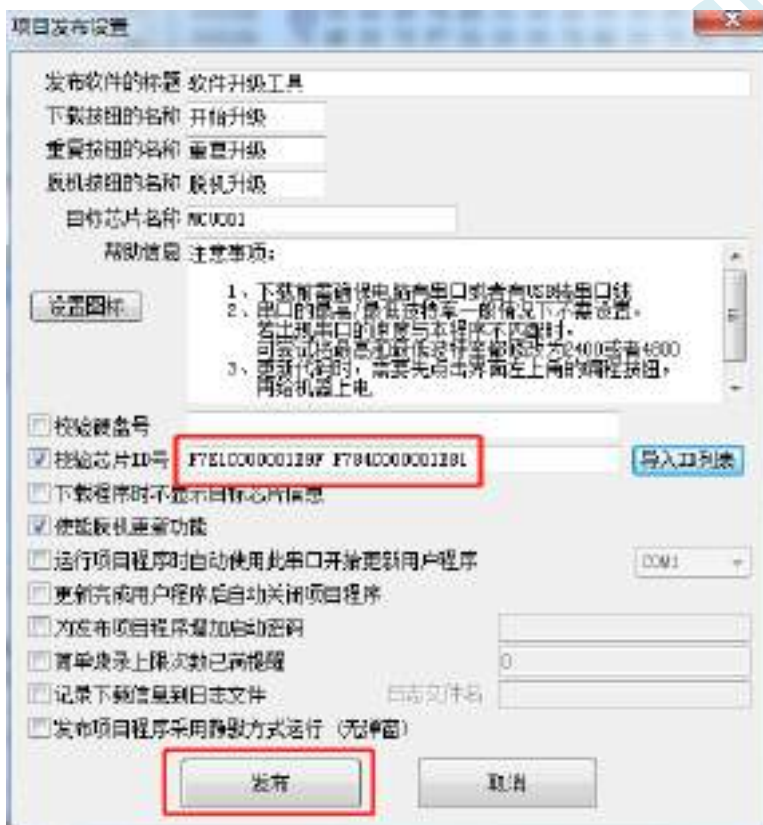 项目发布设置
发布软件的标题 软件升级工具
下载按钮的名称 开始升级
重复按钮的名称 重复升级
脱机按钮的名称 脱机升级
目标芯片名称 MCU001
帮助信息 注意事项:
1、下载前需确保电脑有串口或者有USB转串口线
2、串口的最高/最低波特率一般情况下不需设置,
若出现串口的速度与本程序不匹配时,
可尝试将最高和最低波特率都修改为2400或者4800
3、更新代码时,需要先点击界面左上角的编程按钮,
再给机器上电
设置图标
校验硬盘号
校验芯片ID号
导入ID列表
下载程序时不显示目标芯片信息
使能脱机更新功能
运行项目程序时自动使用此串口开始更新用户程序 COM1
更新完成用户程序后自动关闭项目程序
为发布项目程序增加启动密码
简单烧录上限次数已满提醒 0
记录下载信息到日志文件 日志文件名
发布项目程序采用静默方式运行 (无弹窗)
发布 取消